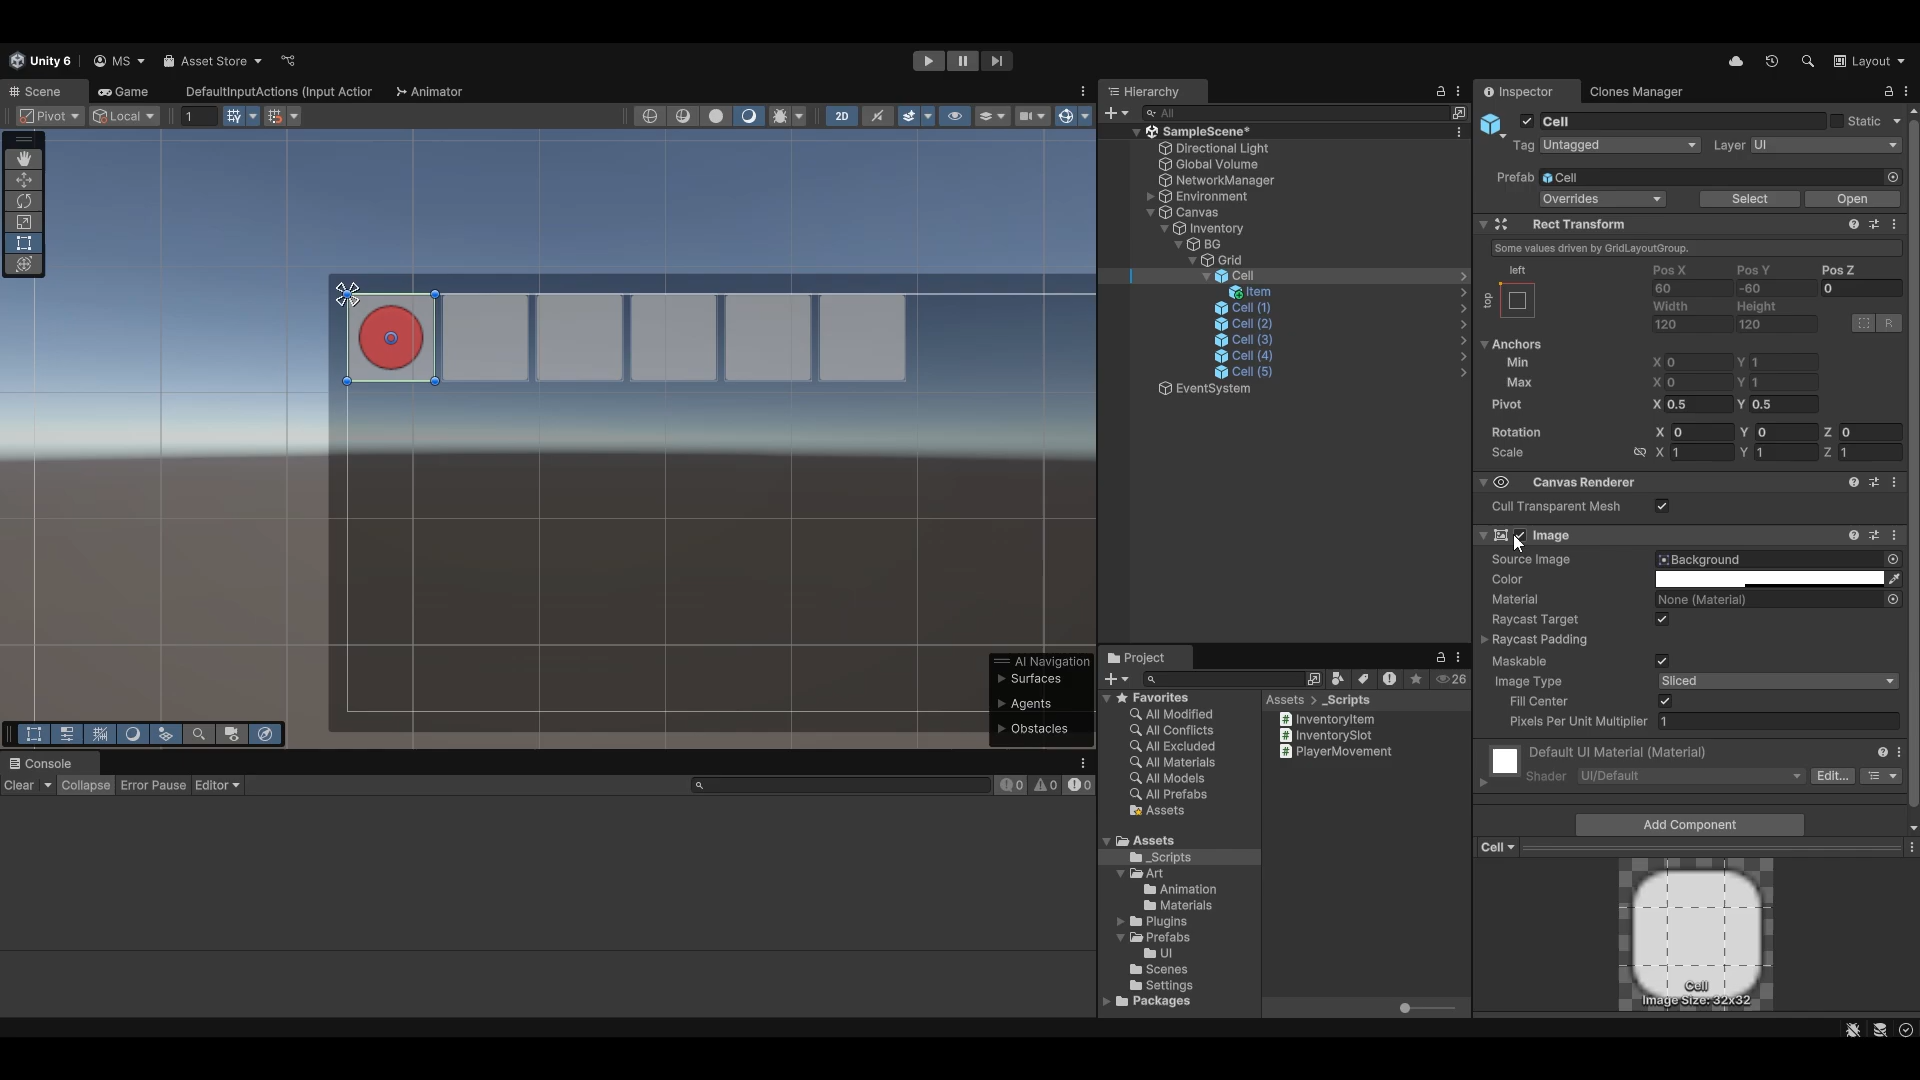 Unity 6 MS Asset Store Layout
Scene Game DefaultInputActions (Input Actior Animator
Pivot Local 1 2D
AI Navigation
Surfaces
Agents
Obstacles
Console
Clear Collapse Error Pause Editor 0 0 0
Hierarchy
All
SampleScene*
Directional Light
Global Volume
NetworkManager
Environment
Canvas
Inventory
BG
Grid
Cell
Item
Cell (1)
Cell (2)
Cell (3)
Cell (4)
Cell (5)
EventSystem
Project
26
Favorites
All Modified
All Conflicts
All Excluded
All Materials
All Models
All Prefabs
Assets
Assets
_Scripts
Art
Animation
Materials
Plugins
Prefabs
UI
Scenes
Settings
Packages
Assets > _Scripts
InventoryItem
InventorySlot
PlayerMovement
Inspector Clones Manager
Cell Static
Tag Untagged Layer UI
Prefab Cell
Overrides Select Open
Rect Transform
Some values driven by GridLayoutGroup.
left Pos X Pos Y Pos Z
top 60 -60 0
Width Height
120 120 R
Anchors
Min X 0 Y 1
Max X 0 Y 1
Pivot X 0.5 Y 0.5
Rotation X 0 Y 0 Z 0
Scale X 1 Y 1 Z 1
Canvas Renderer
Cull Transparent Mesh
Image
Source Image Background
Color
Material None (Material)
Raycast Target
Raycast Padding
Maskable
Image Type Sliced
Fill Center
Pixels Per Unit Multiplier 1
Default UI Material (Material)
Shader UI/Default Edit...
Add Component
Cell
Cell
Image Size: 32x32